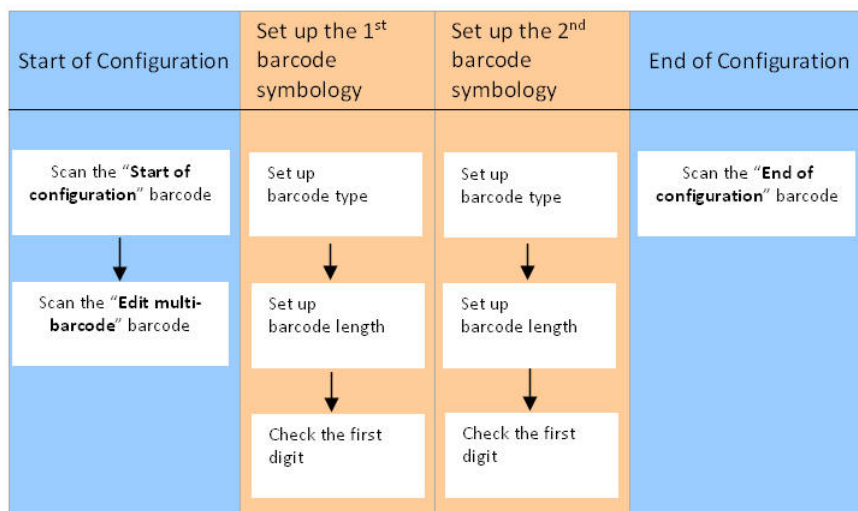 Start of Configuration
Set up the 1st
barcode
symbology
Set up the 2nd
barcode
symbology
End of Configuration
Scan the “Start of
configuration” barcode
Scan the “Edit multi-
barcode” barcode
Set up
barcode type
Set up
barcode length
Check the first
digit
Set up
barcode type
Set up
barcode length
Check the first
digit
Scan the “End of
configuration” barcode